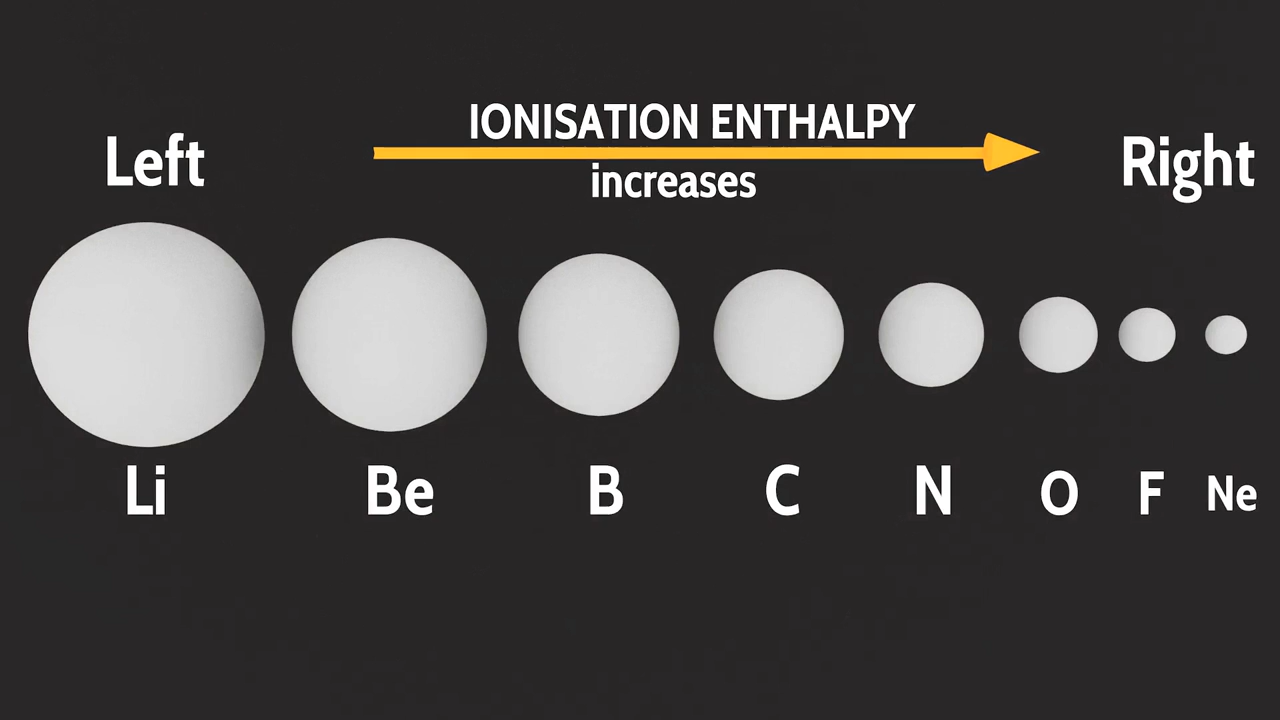 IONISATION ENTHALPY
Left
Right
increases
Li Be B C N O F Ne